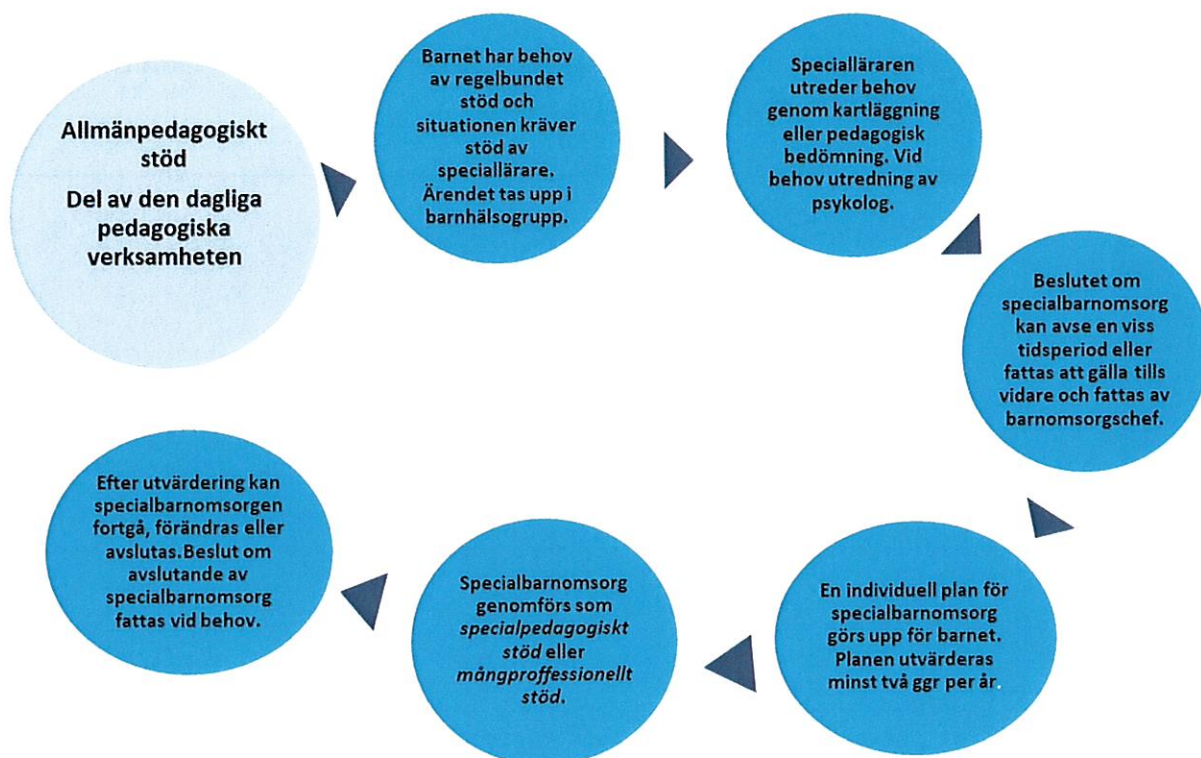 Allmänpedagogiskt
stöd
Del av den dagliga
pedagogiska
verksamheten
Barnet har behov
av regelbundet
stöd och
situationen kräver
stöd av
speciallärare.
Ärendet tas upp i
barnhälsogrupp.
Specialläraren
utreder behov
genom kartläggning
eller pedagogisk
bedömning. Vid
behov utredning av
psykolog.
Beslutet om
specialbarnomsorg
kan avse en viss
tidsperiod eller
fattas att gälla tills
vidare och fattas av
barnomsorgschef.
En individuell plan för
specialbarnomsorg
görs upp för barnet.
Planen utvärderas
minst två ggr per år.
Specialbarnomsorg
genomförs som
specialpedagogiskt
stöd eller
mångproffessionellt
stöd.
Efter utvärdering kan
specialbarnomsorgen
fortgå, förändras eller
avslutas.Beslut om
avslutande av
specialbarnomsorg
fattas vid behov.